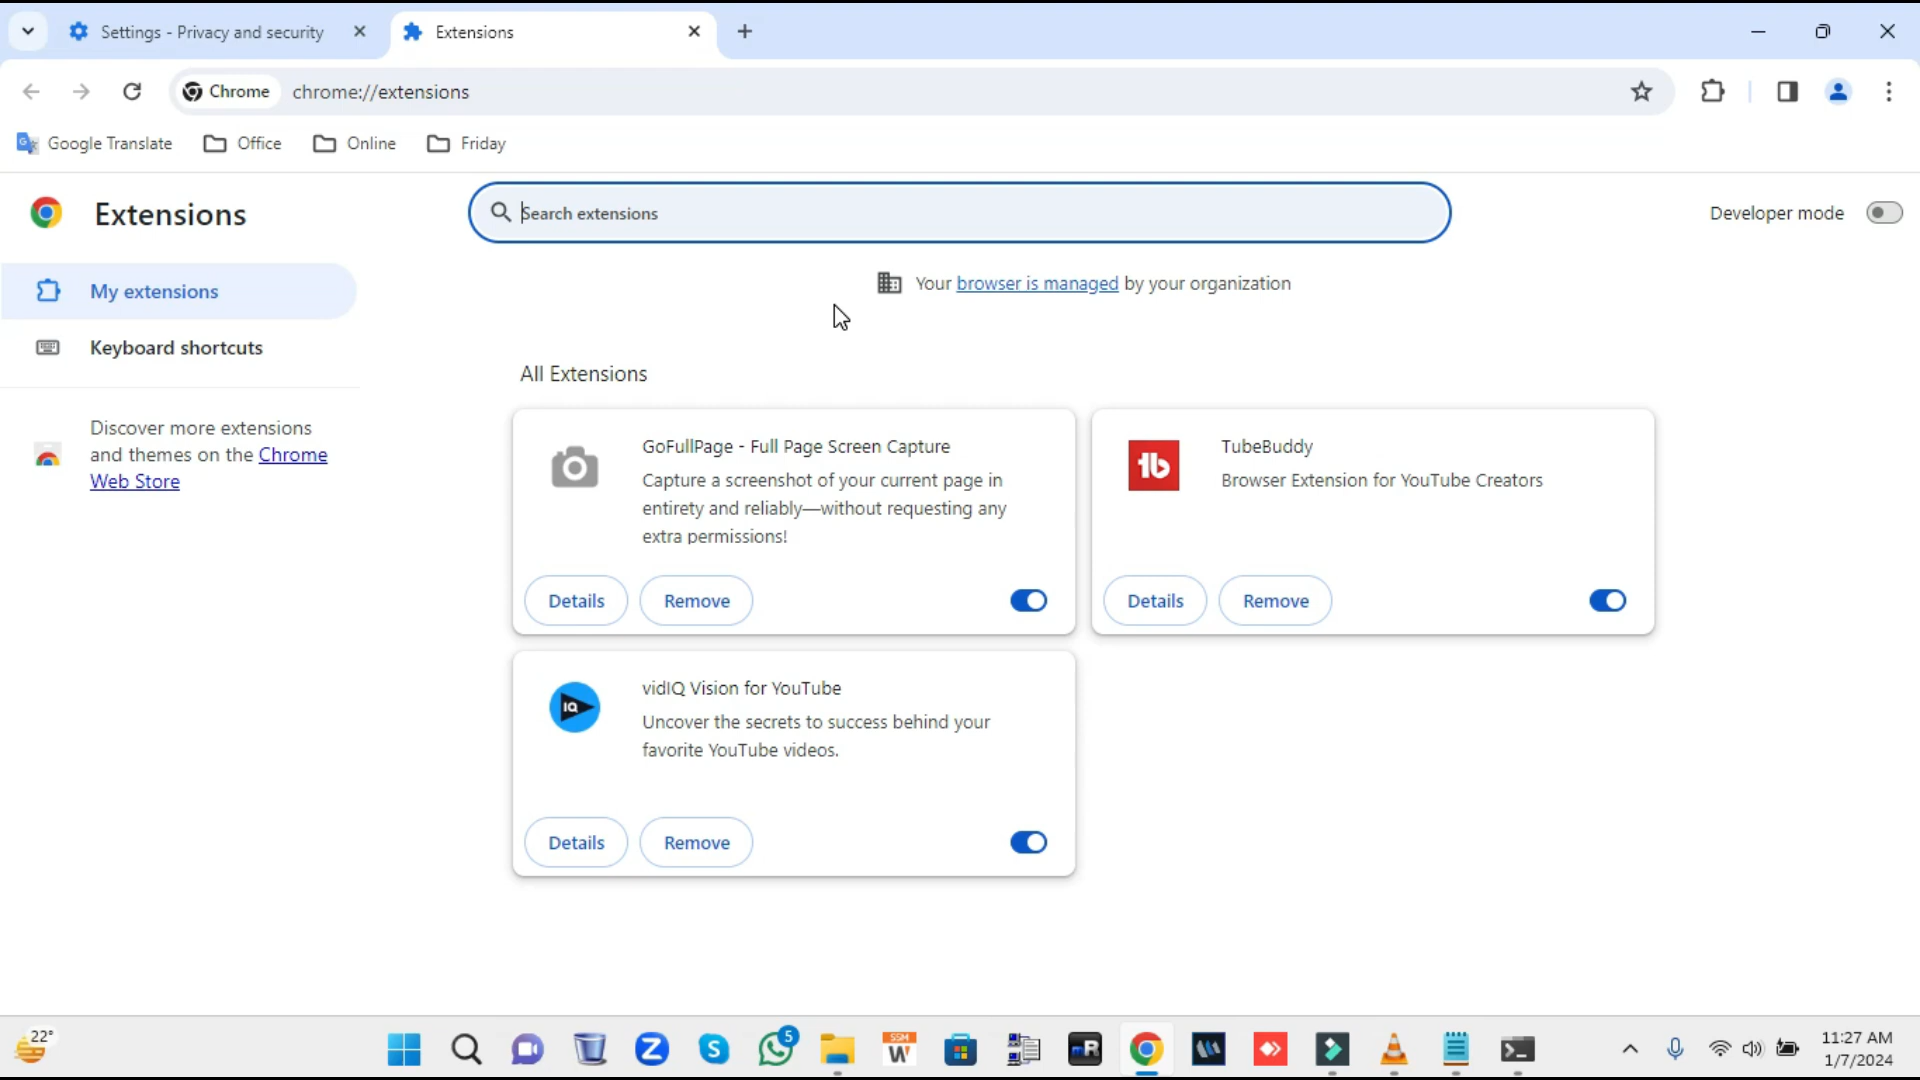 Settings - Privacy and security
Extensions
Chrome
chrome://extensions
Google Translate
Office
Online
Friday
Extensions
Search extensions
Developer mode
My extensions
Your browser is managed by your organization
Keyboard shortcuts
All Extensions
Discover more extensions
and themes on the Chrome
Web Store
GoFullPage - Full Page Screen Capture
Capture a screenshot of your current page in
entirety and reliably—without requesting any
extra permissions!
Details
Remove
tb
TubeBuddy
Browser Extension for YouTube Creators
Details
Remove
IQ
vidIQ Vision for YouTube
Uncover the secrets to success behind your
favorite YouTube videos.
Details
Remove
22°
Z
S
5
SSM
W
mR
11:27 AM
1/7/2024